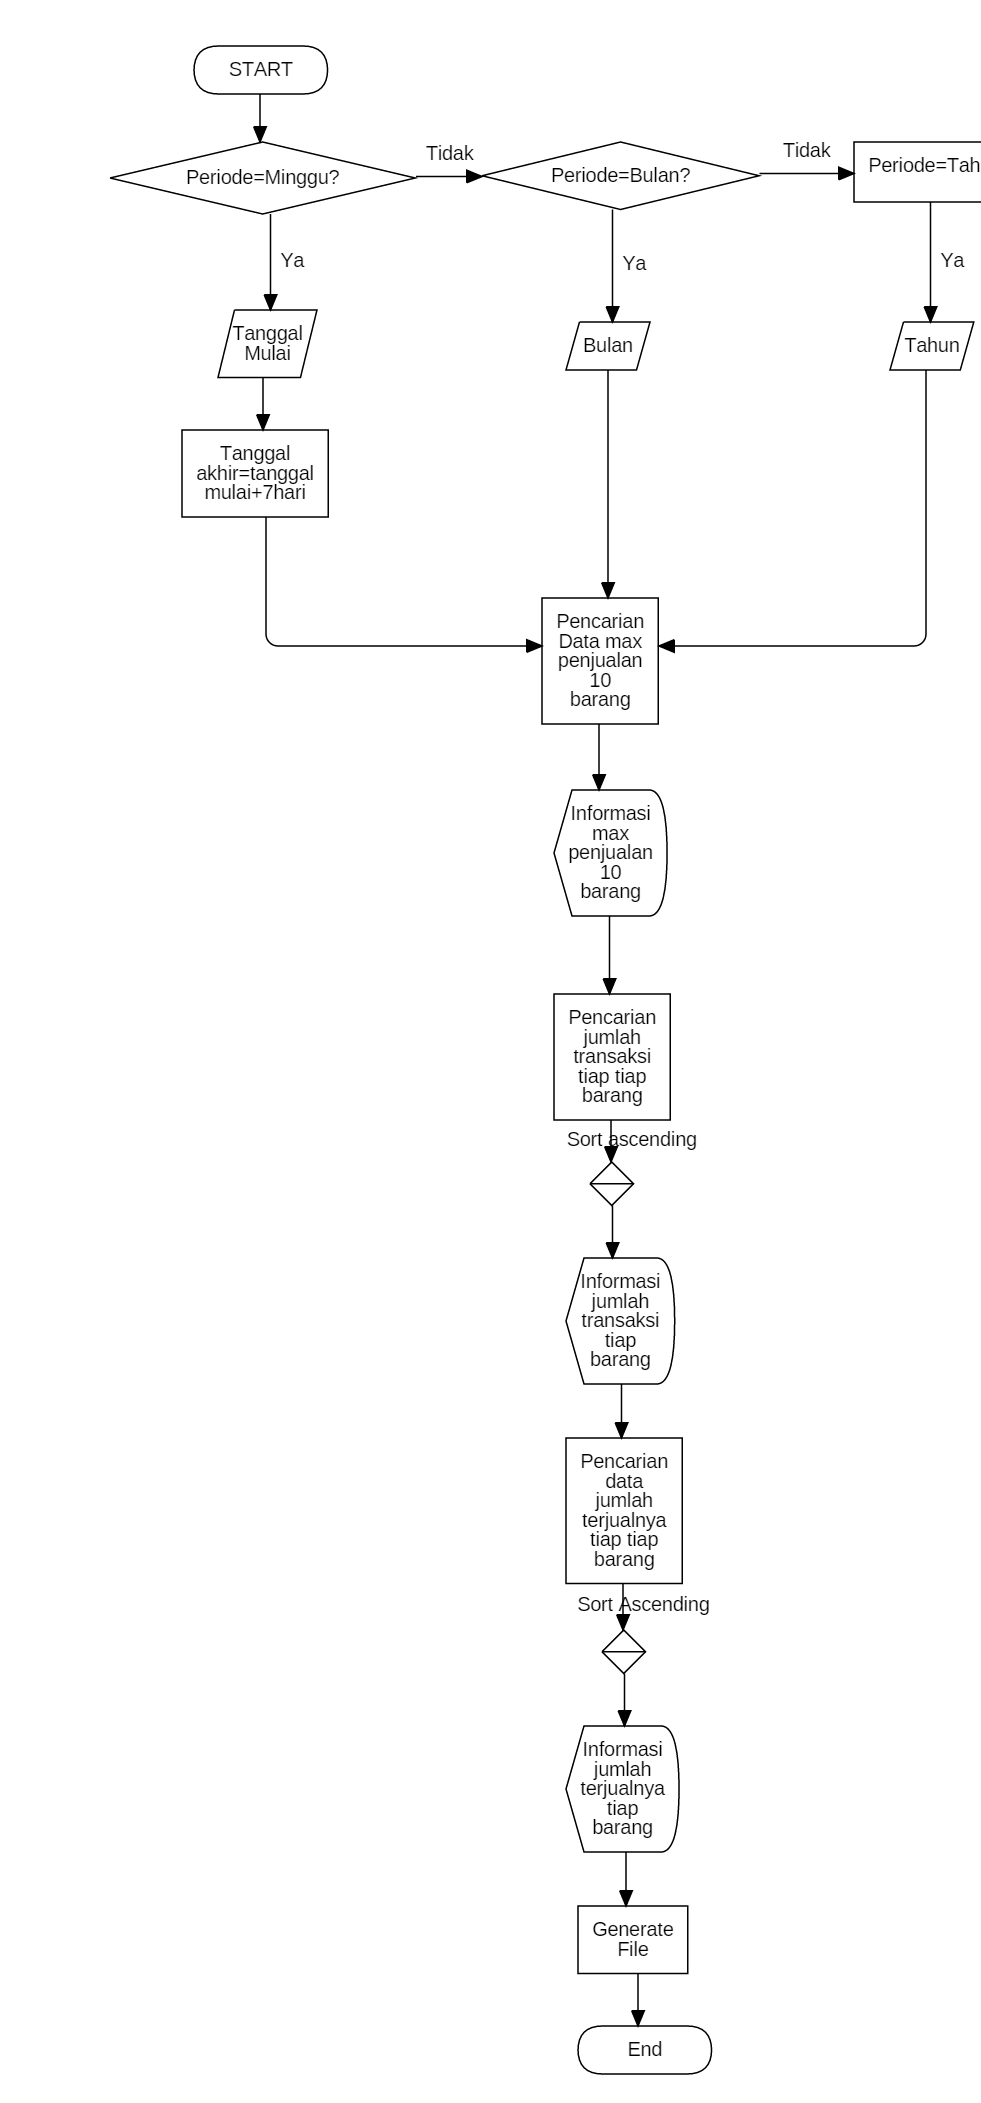 START
Periode=Minggu?
Tidak
Periode=Bulan?
Tidak
Periode=Tah
Ya
Ya
Ya
Tanggal
Mulai
Bulan
Tahun
Tanggal
akhir=tanggal
mulai+7hari
Pencarian
Data max
penjualan
10
barang
Informasi
max
penjualan
10
barang
Pencarian
jumlah
transaksi
tiap tiap
barang
Sort ascending
Informasi
jumlah
transaksi
tiap
barang
Pencarian
data
jumlah
terjualnya
tiap tiap
barang
Sort Ascending
Informasi
jumlah
terjualnya
tiap
barang
Generate
File
End